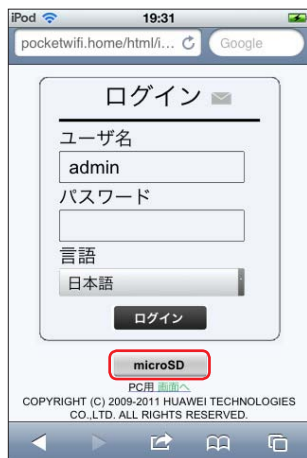 iPod 19:31
pocketwifi.home/html/i... Google
ログイン
ユーザ名
admin
パスワード
言語
日本語
ログイン
microSD
PC用 画面へ
COPYRIGHT (C) 2009-2011 HUAWEI TECHNOLOGIES
CO.,LTD. ALL RIGHTS RESERVED.